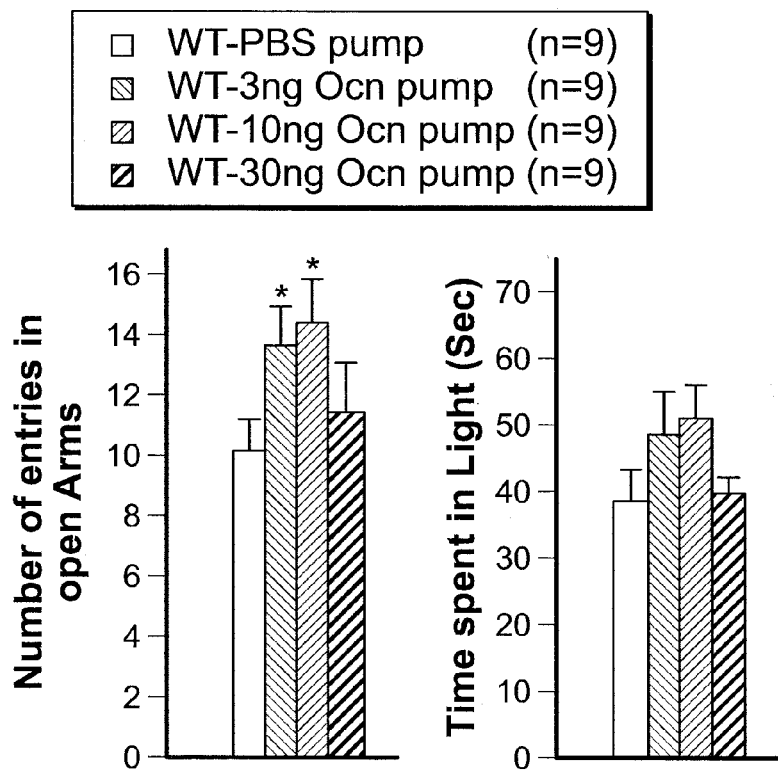 WT-PBS pump (n=9)
WT-3ng Ocn pump (n=9)
WT-10ng Ocn pump (n=9)
WT-30ng Ocn pump (n=9)
Number of entries in
open Arms
16
14
12
10
8
6
4
2
0
*
*
Time spent in Light (Sec)
70
60
50
40
30
20
10
0